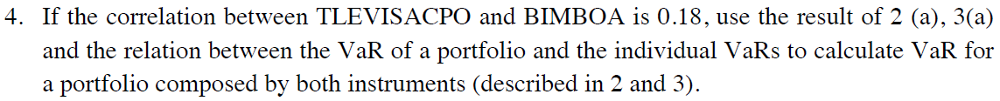 4. If the correlation between TLEVISACPO and BIMBOA is 0.18, use the result of 2 (a), 3(a)
and the relation between the VaR of a portfolio and the individual VaRs to calculate VaR for
a portfolio composed by both instruments (described in 2 and 3).